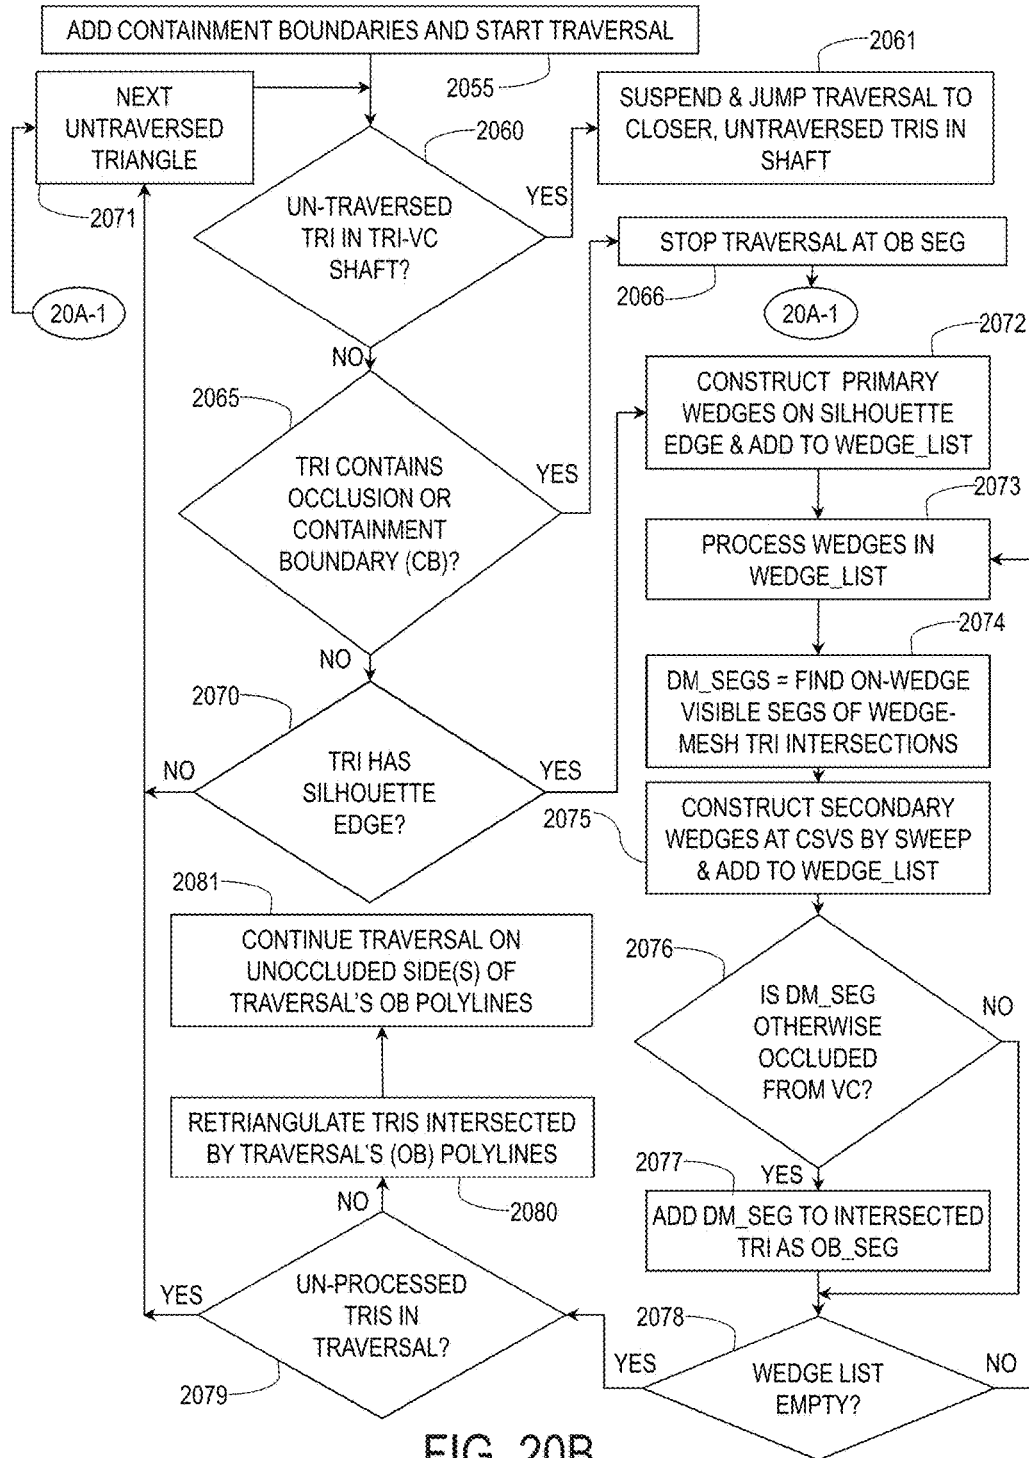 ADD CONTAINMENT BOUNDARIES AND START TRAVERSAL
2055
2061
NEXT
UNTRAVERSED
TRIANGLE
2071
20A-1
2060
SUSPEND & JUMP TRAVERSAL TO
CLOSER, UNTRAVERSED TRIS IN
SHAFT
UN-TRAVERSED
TRI IN TRI-VC
SHAFT?
YES
NO
STOP TRAVERSAL AT OB SEG
2066
20A-1
2065
TRI CONTAINS
OCCLUSION OR
CONTAINMENT
BOUNDARY (CB)?
YES
NO
2072
CONSTRUCT PRIMARY
WEDGES ON SILHOUETTE
EDGE & ADD TO WEDGE_LIST
2073
PROCESS WEDGES IN
WEDGE_LIST
2070
TRI HAS
SILHOUETTE
EDGE?
NO
YES
2074
DM_SEGS = FIND ON-WEDGE
VISIBLE SEGS OF WEDGE-
MESH TRI INTERSECTIONS
2075
CONSTRUCT SECONDARY
WEDGES AT CSVS BY SWEEP
& ADD TO WEDGE_LIST
2081
CONTINUE TRAVERSAL ON
UNOCCLUDED SIDE(S) OF
TRAVERSAL'S OB POLYLINES
2076
IS DM_SEG
OTHERWISE
OCCLUDED
FROM VC?
NO
YES
RETRIANGULATE TRIS INTERSECTED
BY TRAVERSAL'S (OB) POLYLINES
2080
NO
2077
ADD DM_SEG TO INTERSECTED
TRI AS OB_SEG
UN-PROCESSED
TRIS IN
TRAVERSAL?
YES
2079
2078
WEDGE LIST
EMPTY?
YES
NO
FIG. 20B